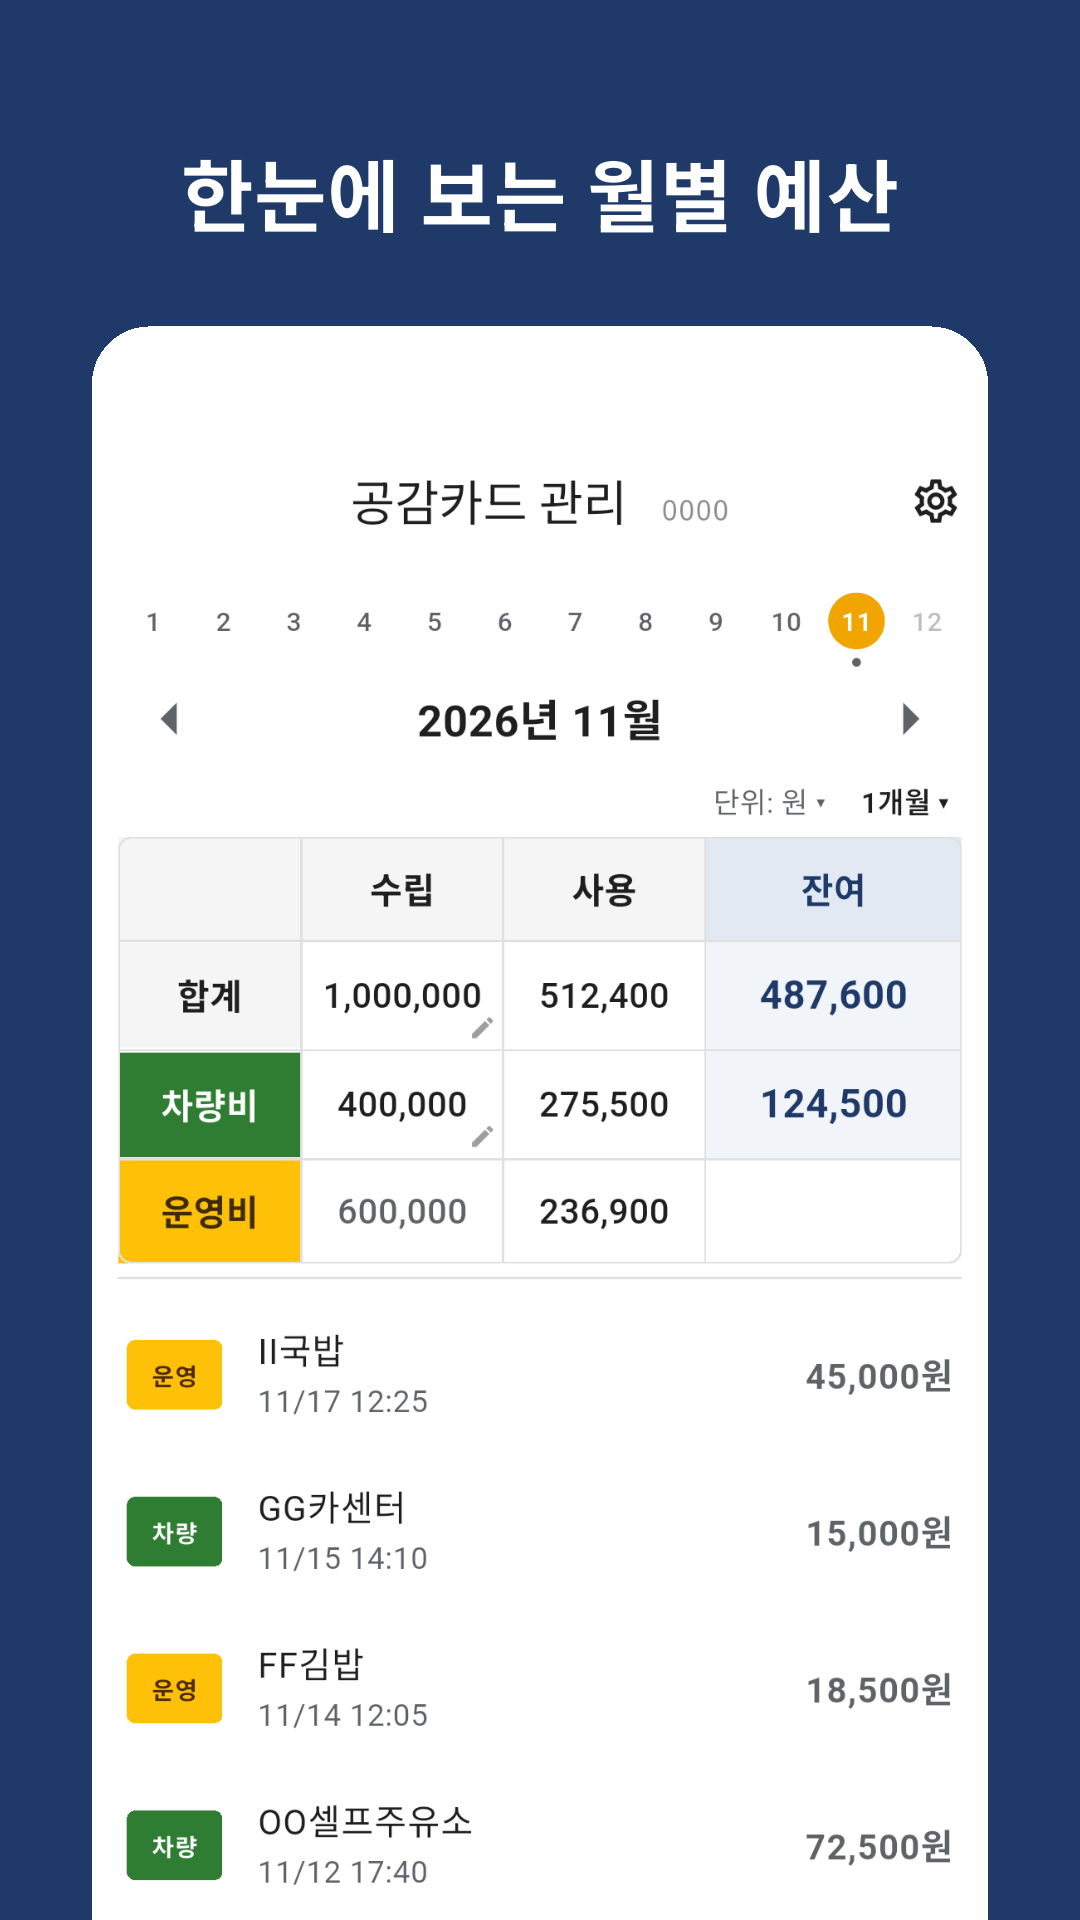 한눈에 보는 월별 예산
공감카드 관리 0000
1 2 3 4 5 6 7 8 9 10 11 12
2026년 11월
단위: 원 ▾ 1개월 ▾
수립 사용 잔여
합계 1,000,000 512,400 487,600
차량비 400,000 275,500 124,500
운영비 600,000 236,900
운영 II국밥 45,000원
11/17 12:25
차량 GG카센터 15,000원
11/15 14:10
운영 FF김밥 18,500원
11/14 12:05
차량 OO셀프주유소 72,500원
11/12 17:40